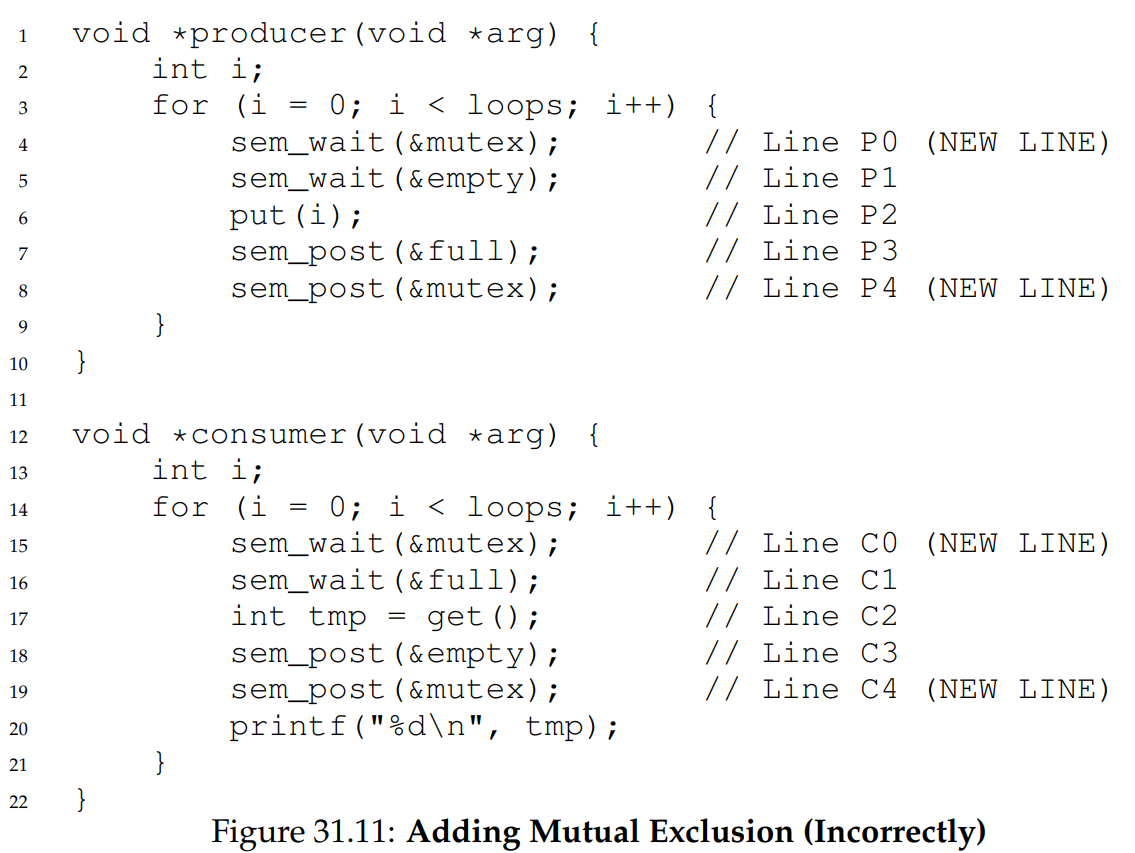 1 void *producer(void *arg) {
2 int i;
3 for (i = 0; i < loops; i++) {
4 sem_wait(&mutex); // Line P0 (NEW LINE)
5 sem_wait(&empty); // Line P1
6 put(i); // Line P2
7 sem_post(&full); // Line P3
8 sem_post(&mutex); // Line P4 (NEW LINE)
9 }
10 }
11
12 void *consumer(void *arg) {
13 int i;
14 for (i = 0; i < loops; i++) {
15 sem_wait(&mutex); // Line C0 (NEW LINE)
16 sem_wait(&full); // Line C1
17 int tmp = get(); // Line C2
18 sem_post(&empty); // Line C3
19 sem_post(&mutex); // Line C4 (NEW LINE)
20 printf("%d\n", tmp);
21 }
22 }
Figure 31.11: Adding Mutual Exclusion (Incorrectly)